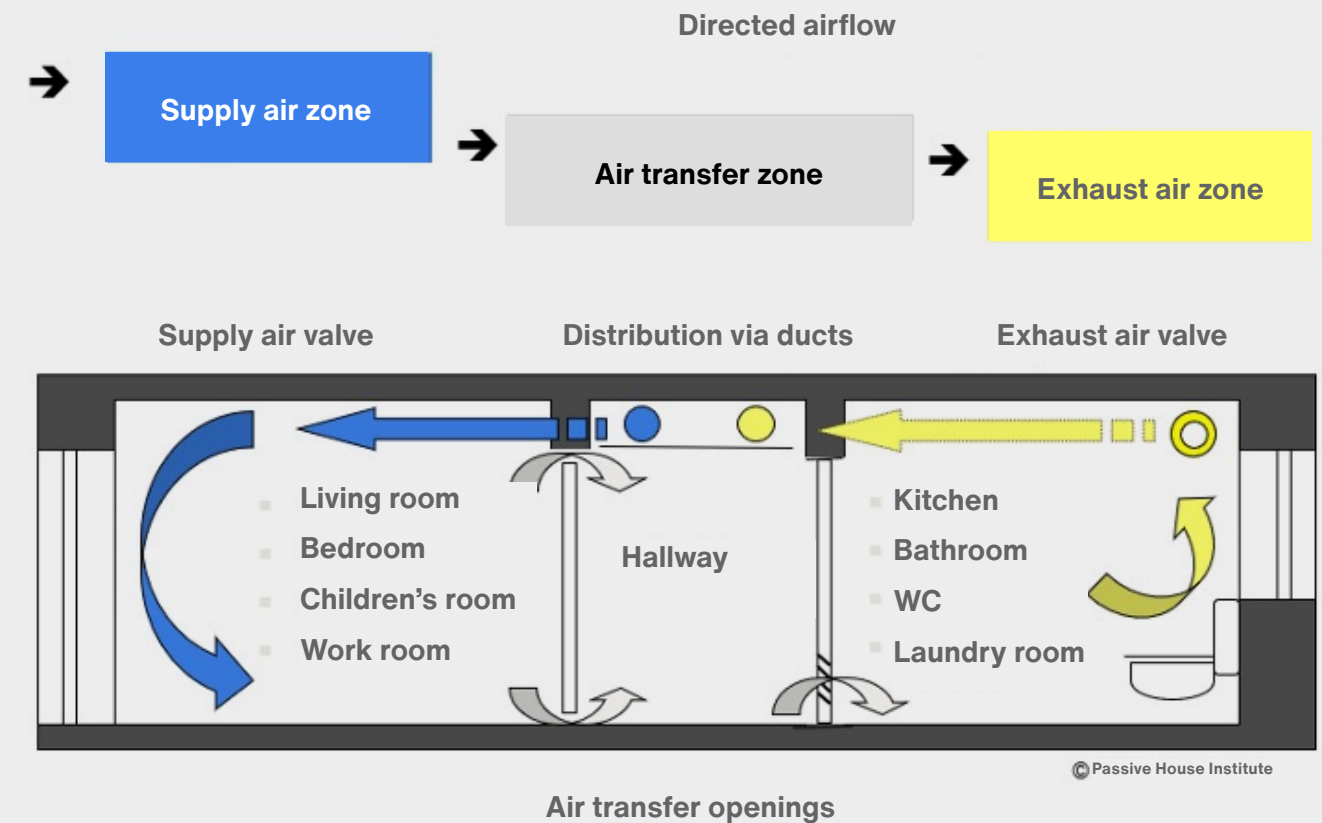 Directed airflow
Supply air zone
Air transfer zone
Exhaust air zone
Supply air valve
Distribution via ducts
Exhaust air valve
Living room
Bedroom
Children's room
Work room
Hallway
Kitchen
Bathroom
WC
Laundry room
© Passive House Institute
Air transfer openings